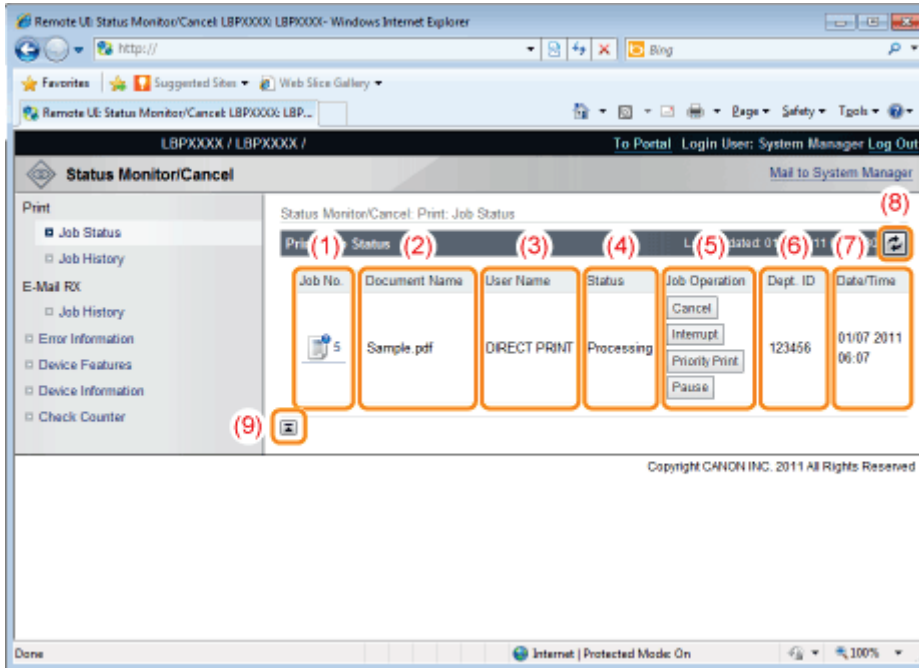 Remote UI: Status Monitor/Cancel: LBPXXXX: LBPXXXX- Windows Internet Explorer
http://
Bing
Favorites Suggested Sites Web Slice Gallery
Remote UI: Status Monitor/Cancel: LBPXXXX: LBP...
Page Safety Tools
LBPXXXX / LBPXXXX / To Portal Login User: System Manager Log Out
Status Monitor/Cancel Mail to System Manager
Print
Job Status
Job History
E-Mail RX
Job History
Error Information
Device Features
Device Information
Check Counter
Status Monitor/Cancel: Print: Job Status
(8)
Status
(1) (2) (3) (4) (5) (6) (7)
Job No. Document Name User Name Status Job Operation Dept. ID Date/Time
5 Sample.pdf DIRECT PRINT Processing
Cancel
Interrupt
Priority Print
Pause
123456
01/07 2011
06:07
(9)
Copyright CANON INC. 2011 All Rights Reserved
Done Internet | Protected Mode: On 100%